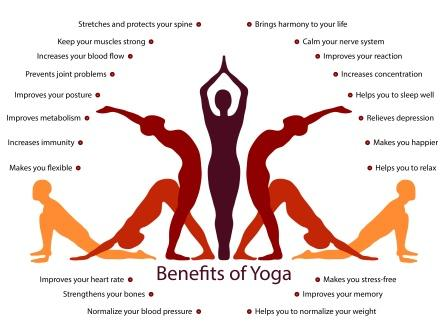 Stretches and protects your spine
Keep your muscles strong
Increases your blood flow
Prevents joint problems
Improves your posture
Improves metabolism
Increases immunity
Makes you flexible
Brings harmony to your life
Calm your nerve system
Improves your reaction
Increases concentration
Helps you to sleep well
Relieves depression
Makes you happier
Helps you to relax
Benefits of Yoga
Improves your heart rate
Strengthens your bones
Normalize your blood pressure
Makes you stress-free
Improves your memory
Helps you to normalize your weight